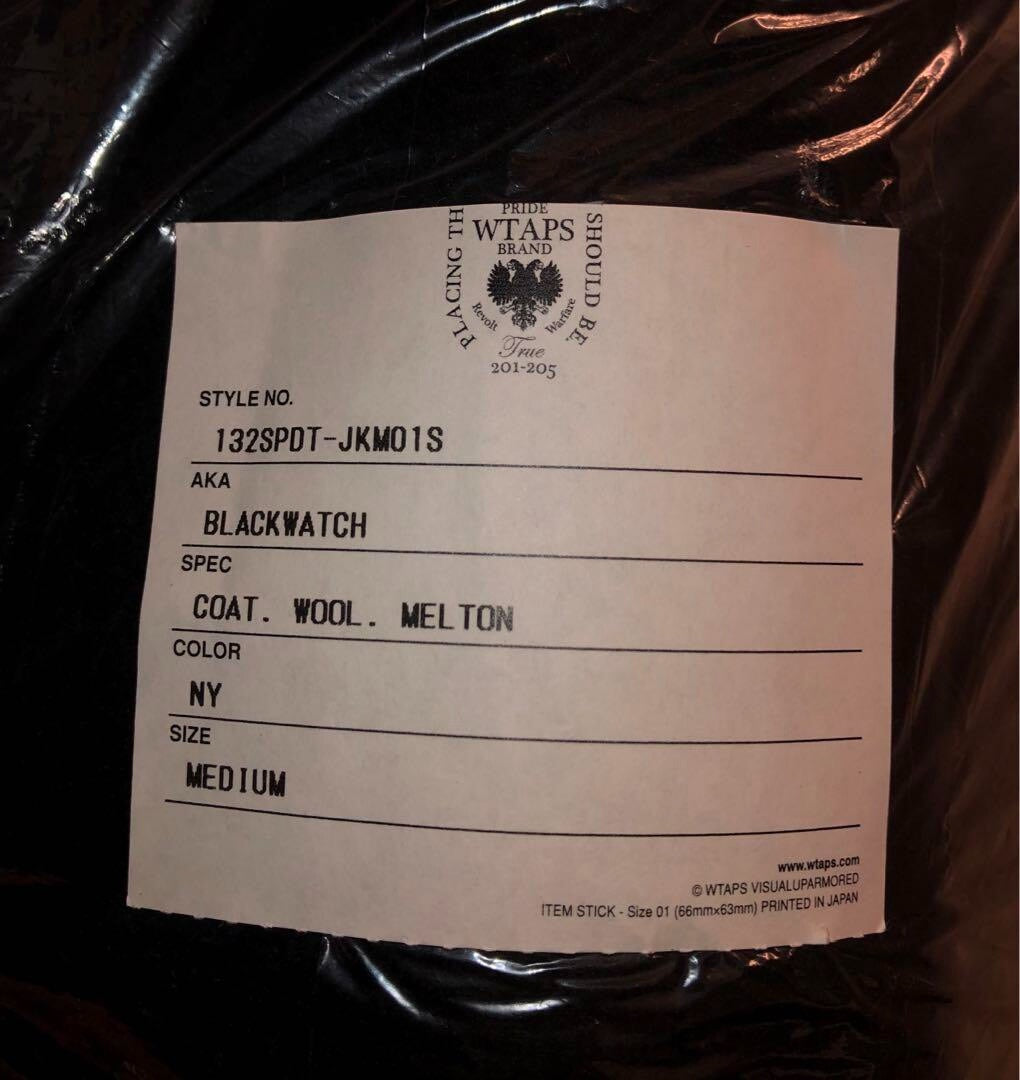 PRIDE
WTAPS
BRAND
PLACING TH
SHOULD BE.
Revolt
Warfare
True
201-205
STYLE NO.
132SPDT-JKM01S
AKA
BLACKWATCH
SPEC
COAT. WOOL. MELTON
COLOR
NY
SIZE
MEDIUM
www.wtaps.com
© WTAPS VISUALUPARMORED
ITEM STICK - Size 01 (66mmx63mm) PRINTED IN JAPAN